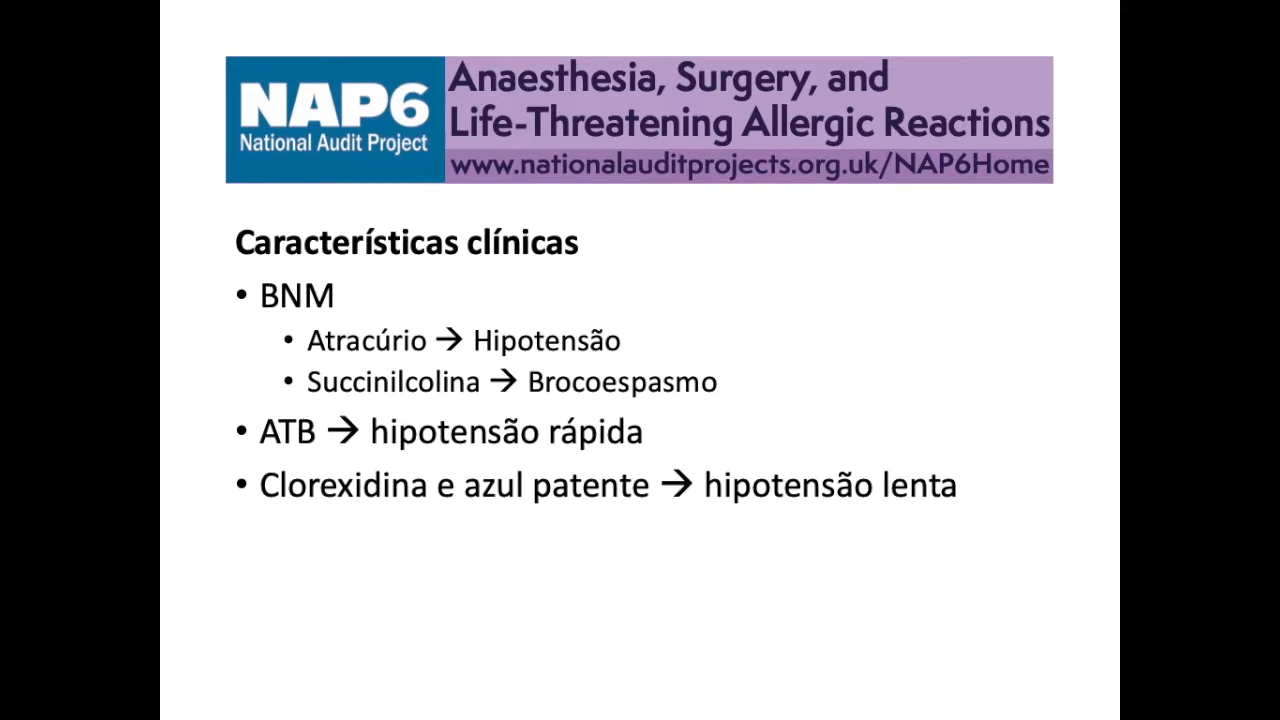 NAP6
National Audit Project
Anaesthesia, Surgery, and
Life-Threatening Allergic Reactions
www.nationalauditprojects.org.uk/NAP6Home
Características clínicas
• BNM
• Atracúrio → Hipotensão
• Succinilcolina → Brocoespasmo
• ATB → hipotensão rápida
• Clorexidina e azul patente → hipotensão lenta